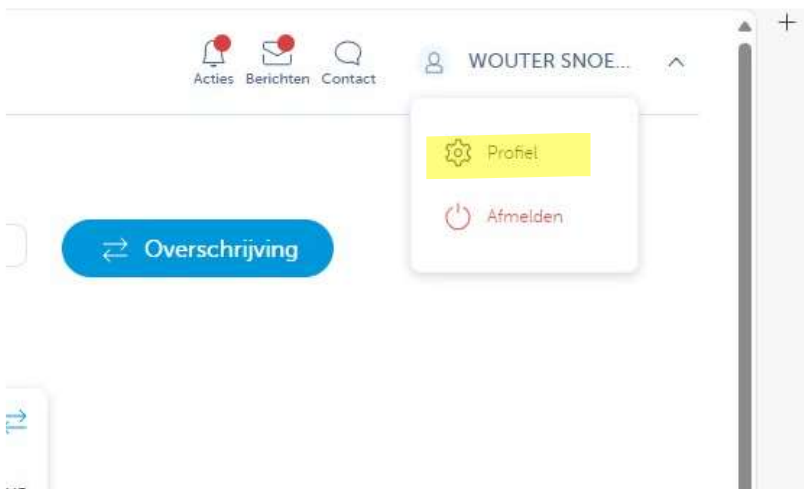 Acties Berichten Contact
WOUTER SNOE...
Profiel
Afmelden
Overschrijving